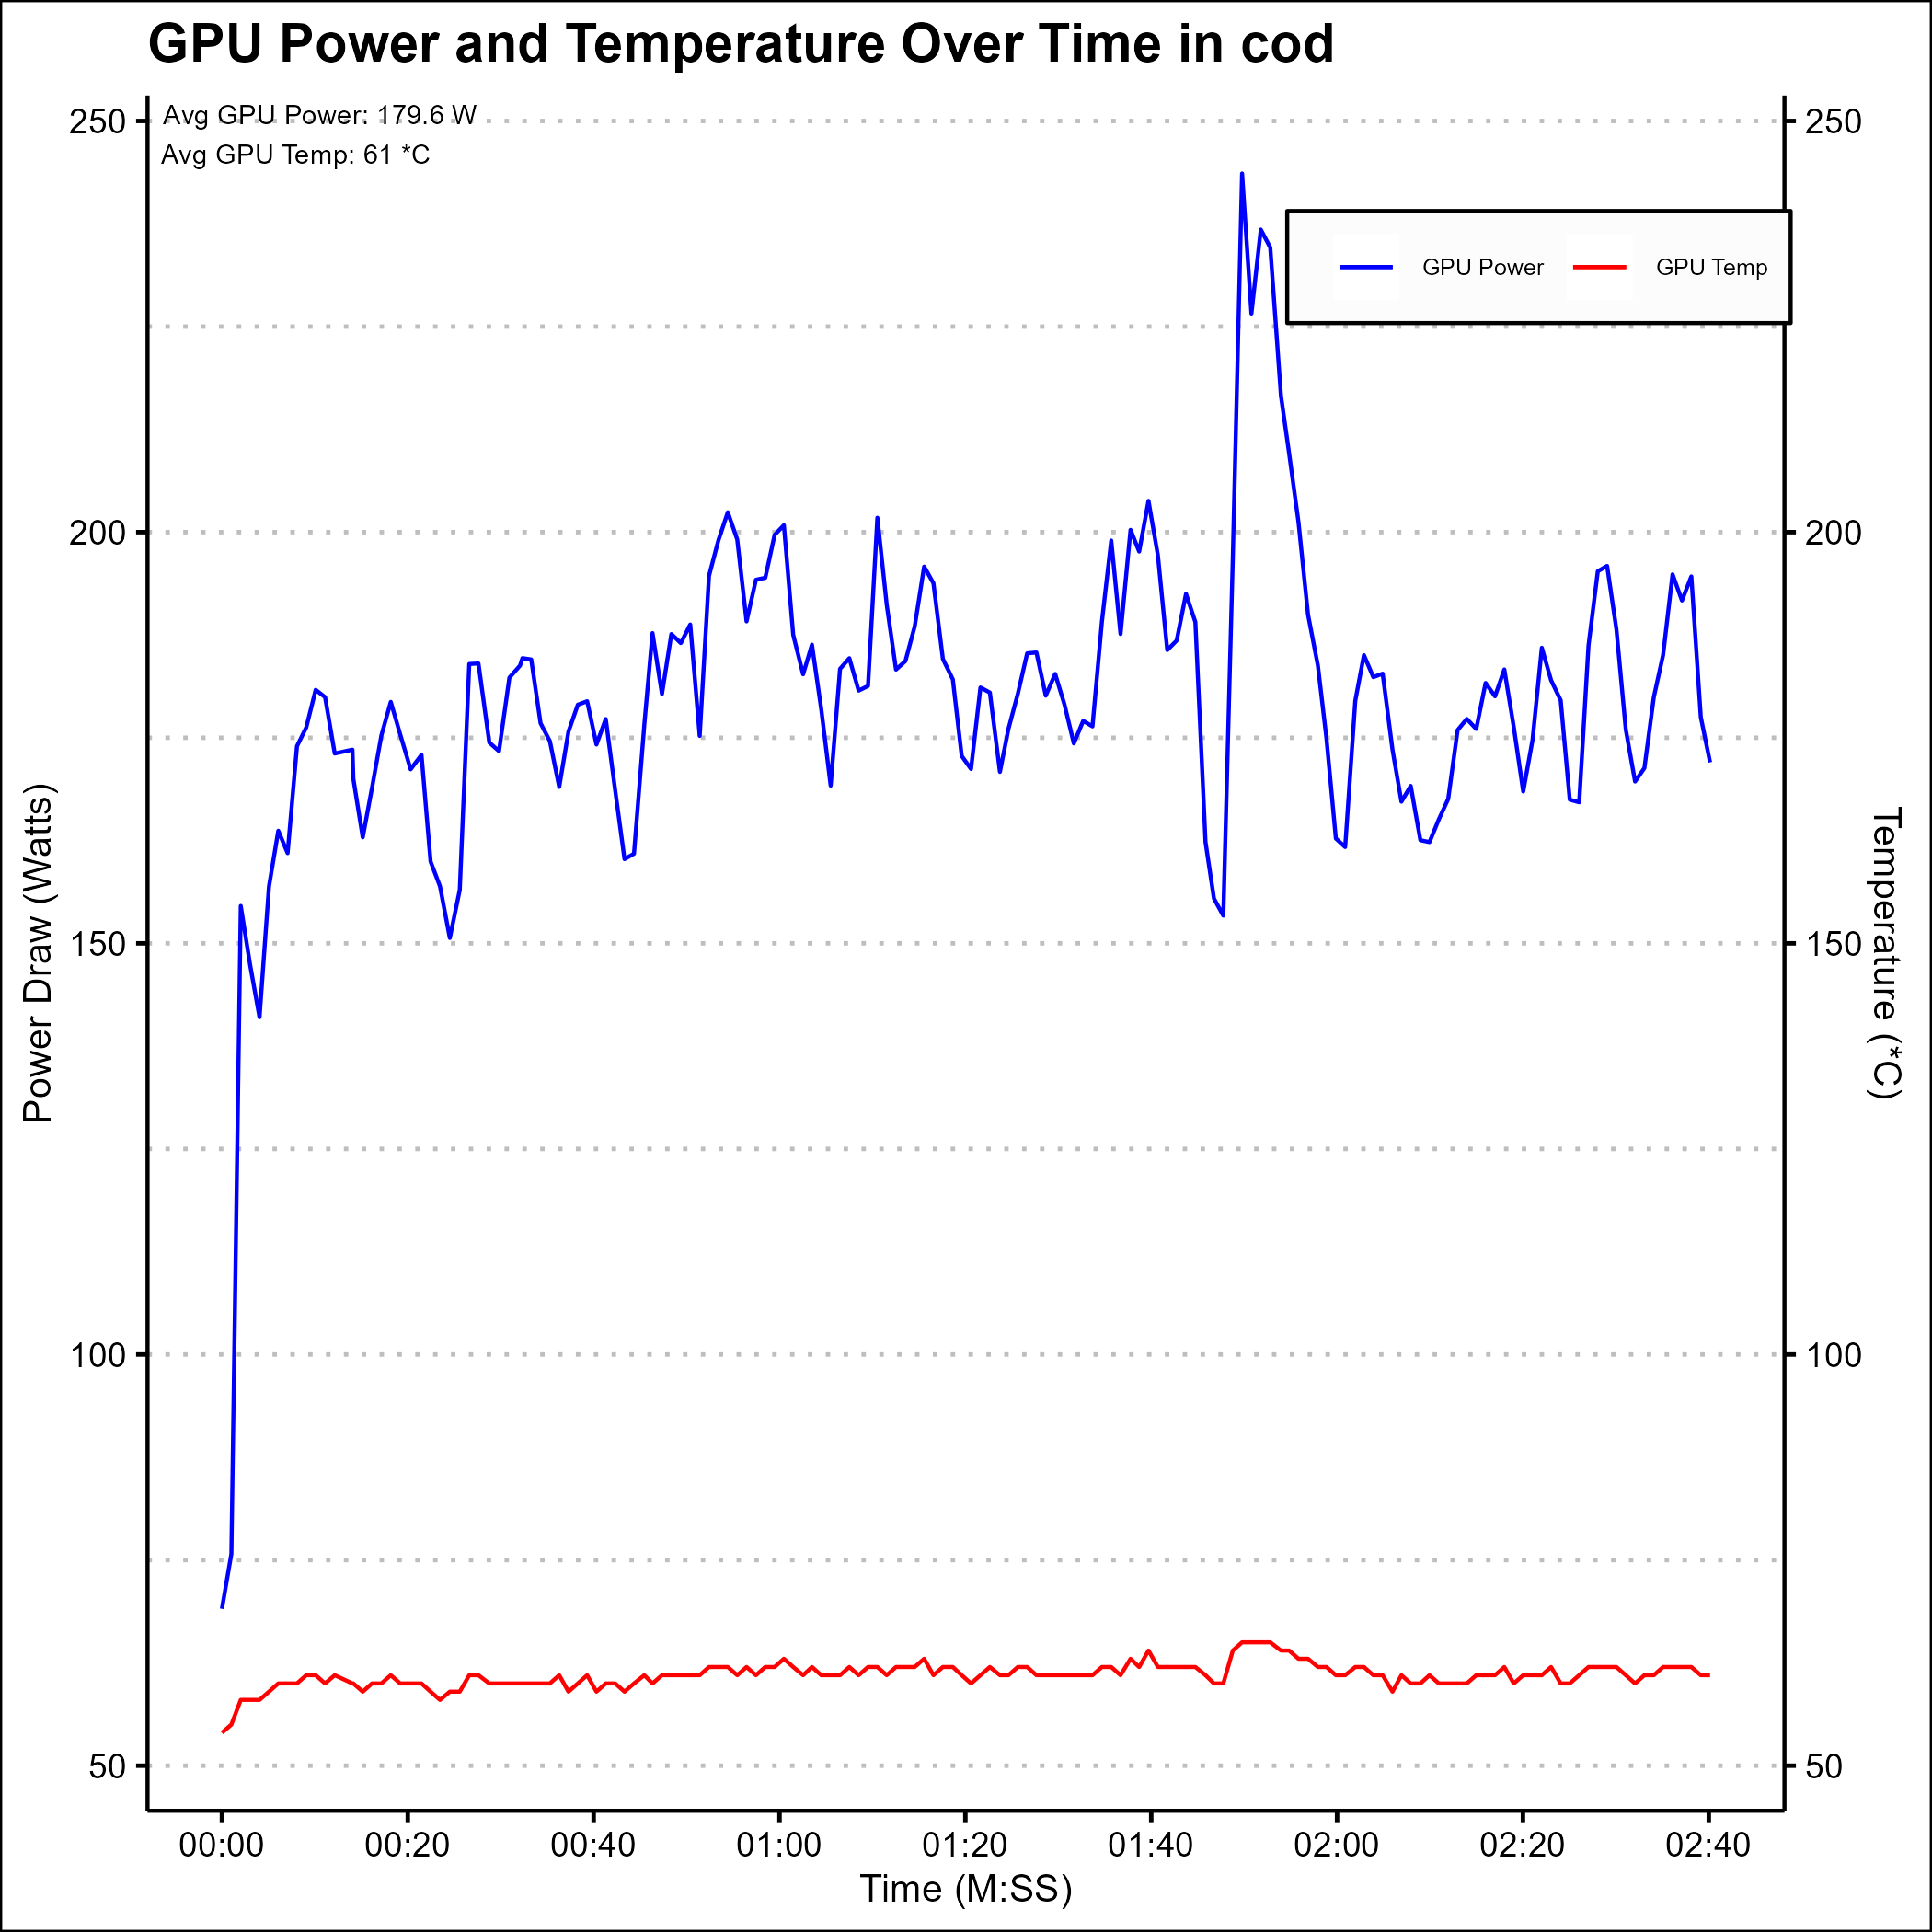 GPU Power and Temperature Over Time in cod
Avg GPU Power: 179.6 W
Avg GPU Temp: 61 *C
GPU Power GPU Temp
250
200
150
100
50
Power Draw (Watts)
250
200
150
100
50
Temperature (*C)
00:00 00:20 00:40 01:00 01:20 01:40 02:00 02:20 02:40
Time (M:SS)